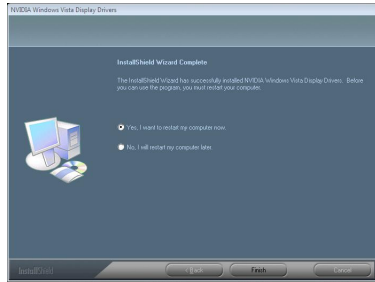 NVIDIA Windows Vista Display Drivers
InstallShield Wizard Complete
The InstallShield Wizard has successfully installed NVIDIA Windows Vista Display Drivers. Before
you can use the program, you must restart your computer.
Yes, I want to restart my computer now.
No, I will restart my computer later.
InstallShield
< Back
Finish
Cancel